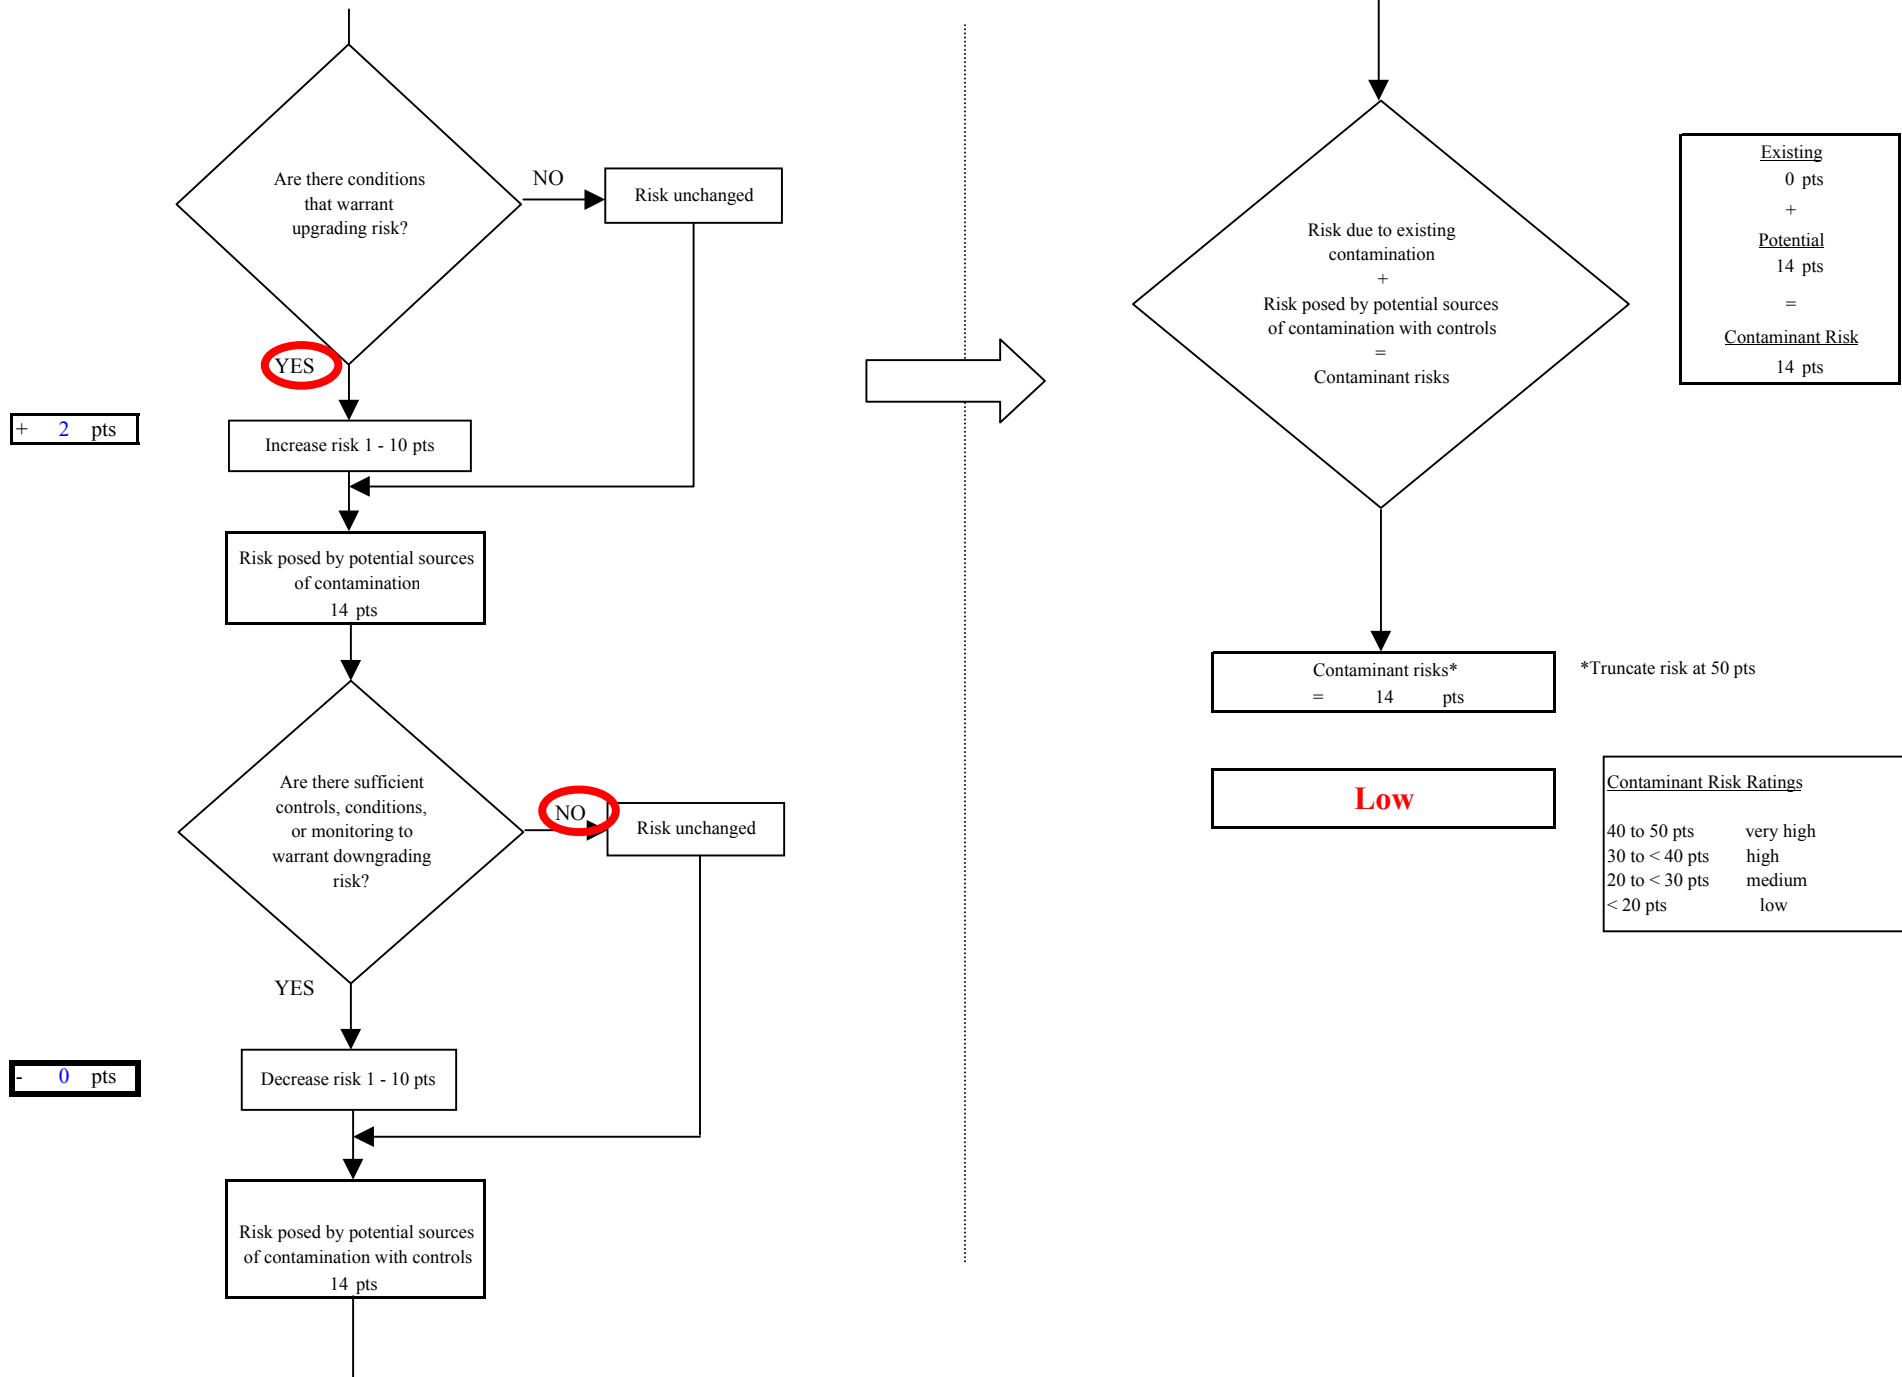 Are there conditions
that warrant
upgrading risk?
NO
Risk unchanged
YES
+ 2 pts
Increase risk 1 - 10 pts
Risk posed by potential sources
of contamination
14 pts
Are there sufficient
controls, conditions,
or monitoring to
warrant downgrading
risk?
NO
Risk unchanged
YES
- 0 pts
Decrease risk 1 - 10 pts
Risk posed by potential sources
of contamination with controls
14 pts
Risk due to existing
contamination
+
Risk posed by potential sources
of contamination with controls
=
Contaminant risks
Existing
0 pts
+
Potential
14 pts
=
Contaminant Risk
14 pts
Contaminant risks*
= 14 pts
*Truncate risk at 50 pts
Low
Contaminant Risk Ratings
40 to 50 pts very high
30 to < 40 pts high
20 to < 30 pts medium
< 20 pts low